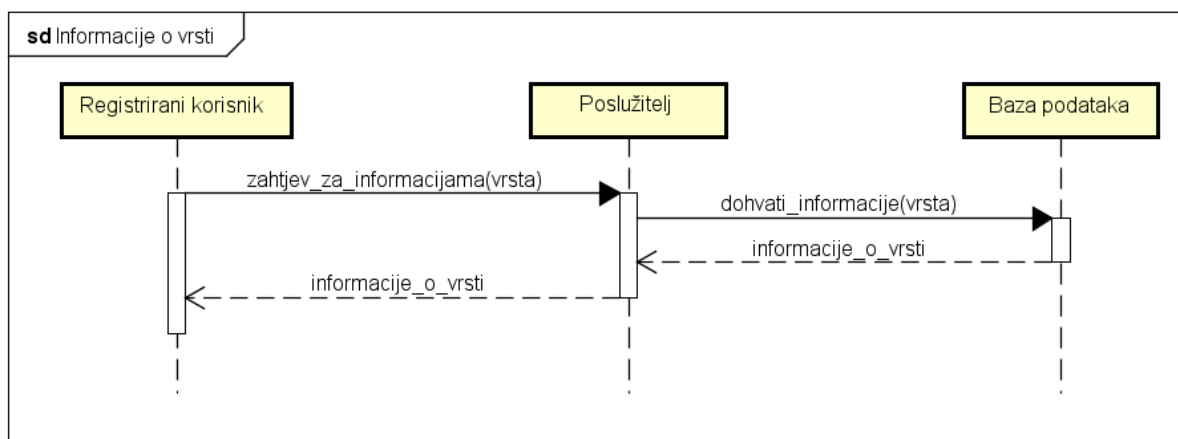 sd Informacije o vrsti
Registrirani korisnik
Poslužitelj
Baza podataka
zahtjev_za_informacijama(vrsta)
dohvati_informacije(vrsta)
informacije_o_vrsti
informacije_o_vrsti